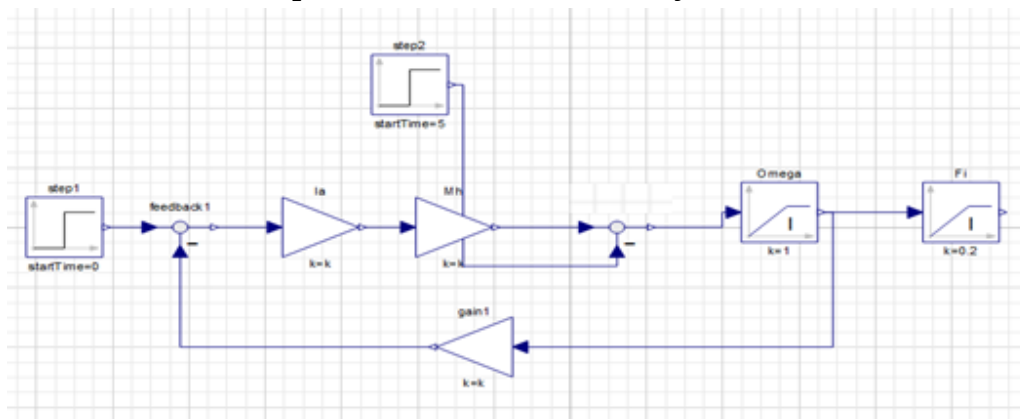 step2
startTime=5
step1
feedback1
Ia
Mh
Omega
Fi
startTime=0
k=k
k=k
k=1
k=0.2
gain1
k=k